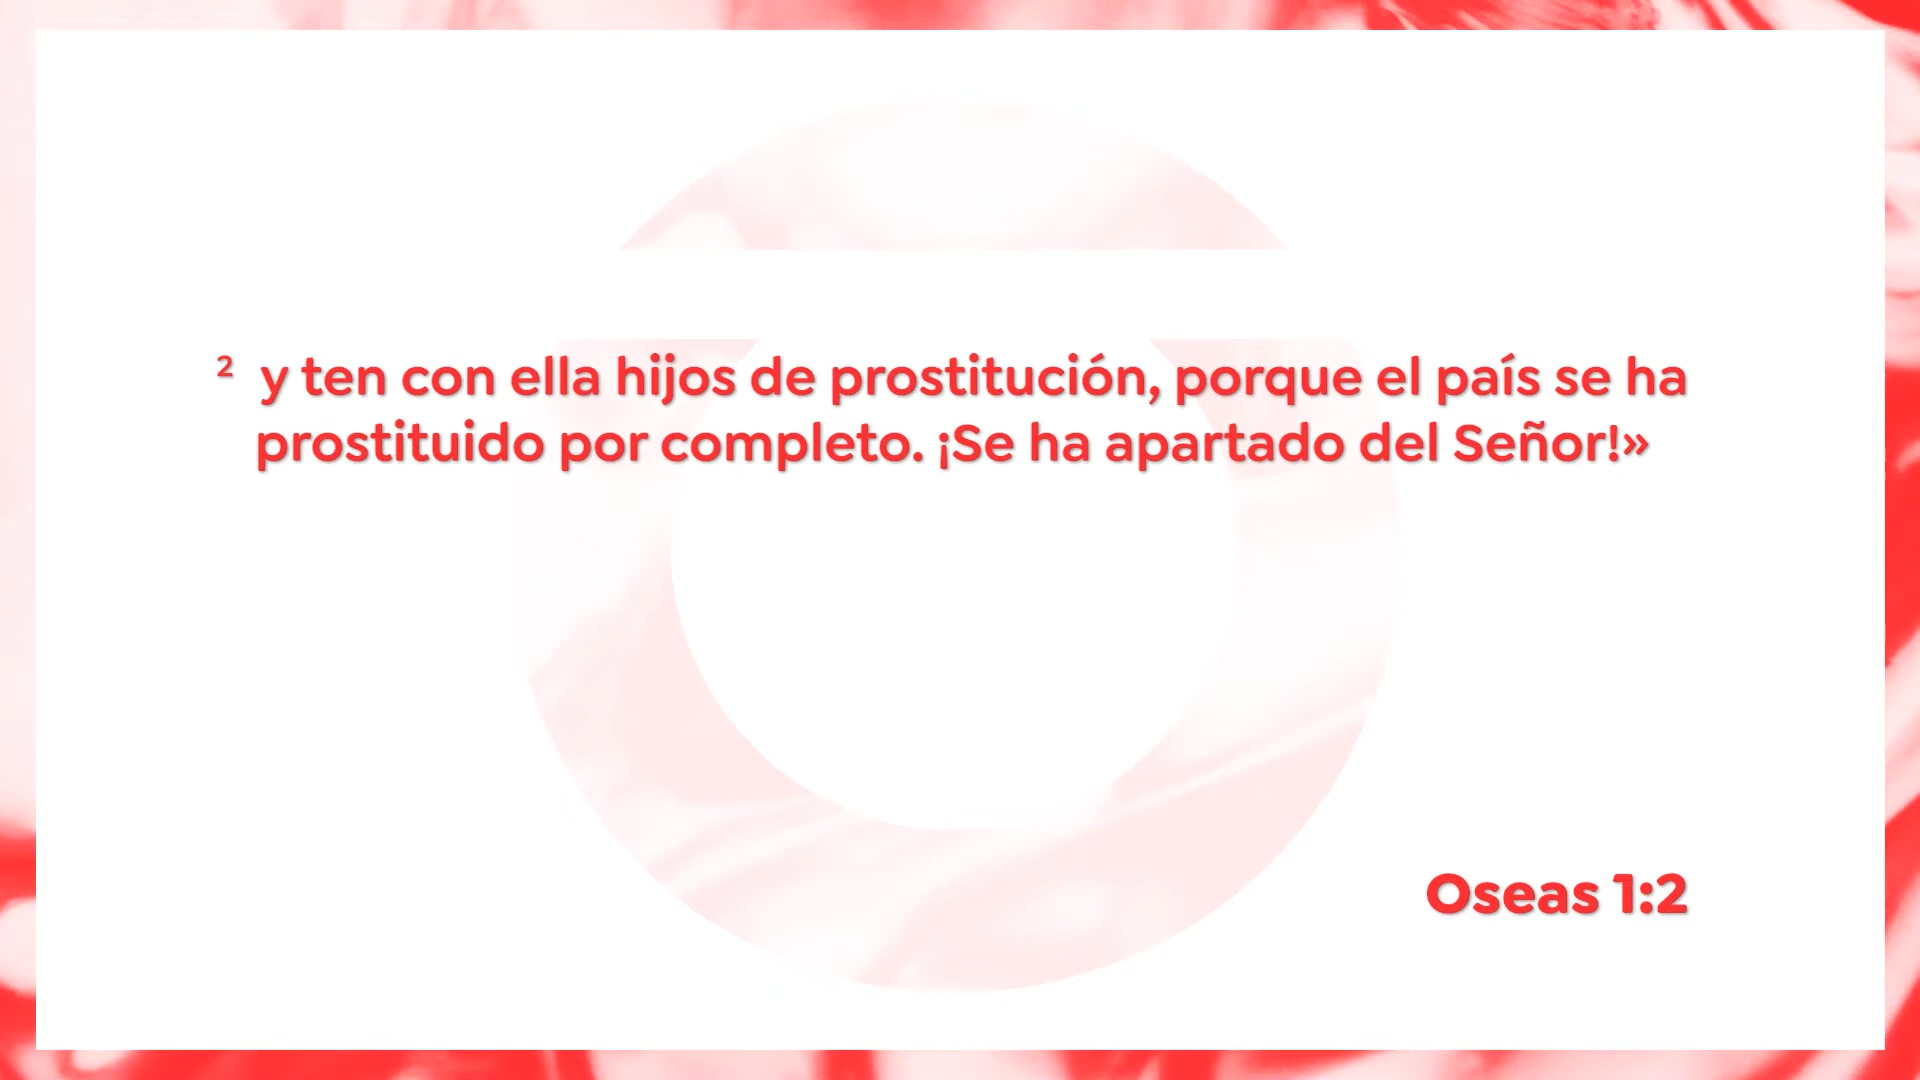 ² y ten con ella hijos de prostitución, porque el país se ha
prostituido por completo. ¡Se ha apartado del Señor!»
Oseas 1:2